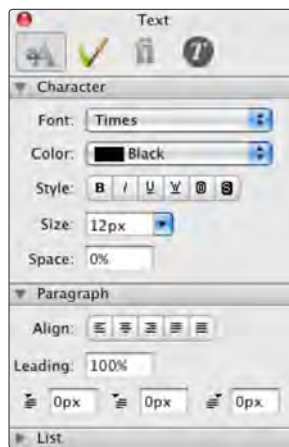 Text
Character
Font: Times
Color: Black
Style: B I U W O S
Size: 12px
Space: 0%
Paragraph
Align:
Leading: 100%
0px 0px 0px
List